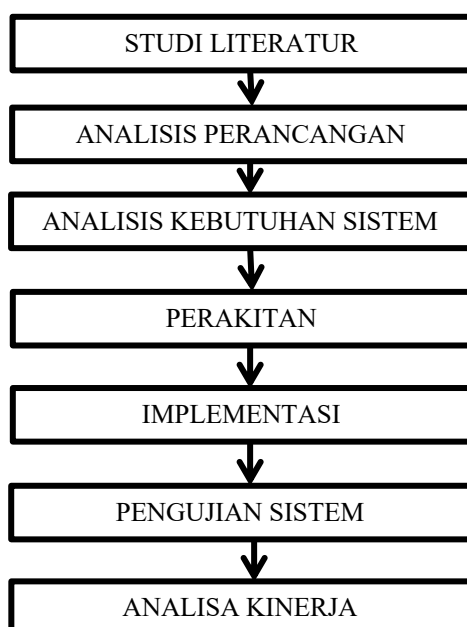 STUDI LITERATUR
ANALISIS PERANCANGAN
ANALISIS KEBUTUHAN SISTEM
PERAKITAN
IMPLEMENTASI
PENGUJIAN SISTEM
ANALISA KINERJA